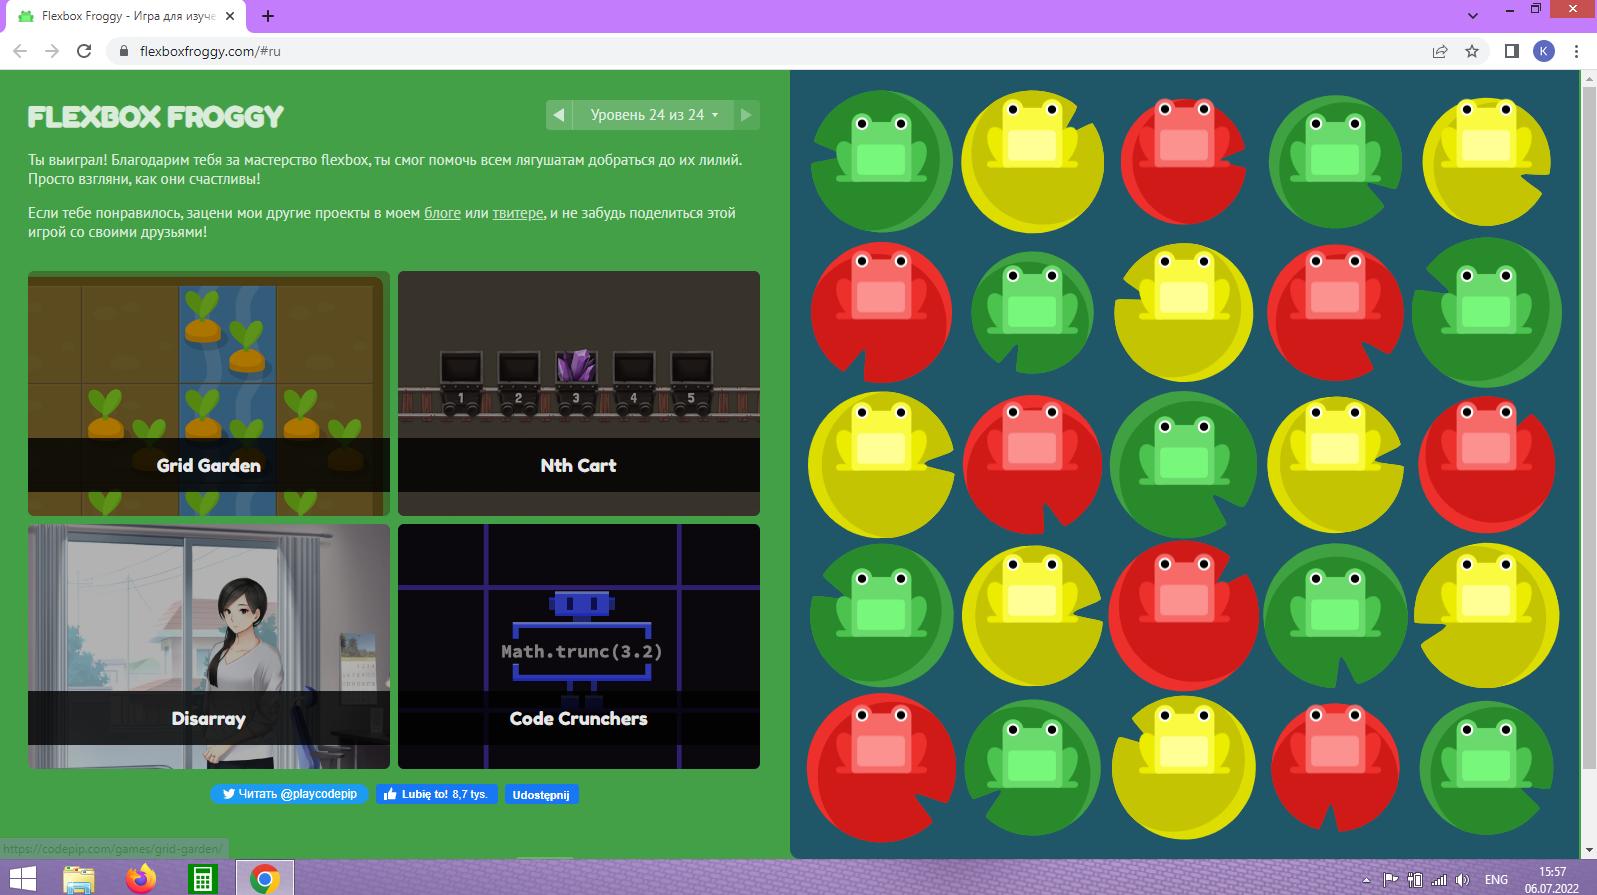 Flexbox Froggy - Игра для изуче
flexboxfroggy.com/#ru
K
FLEXBOX FROGGY
Уровень 24 из 24
Ты выиграл! Благодарим тебя за мастерство flexbox, ты смог помочь всем лягушатам добраться до их лилий.
Просто взгляни, как они счастливы!
Если тебе понравилось, зацени мои другие проекты в моем блоге или твитере, и не забудь поделиться этой
игрой со своими друзьями!
Grid Garden
1 2 3 4 5
Nth Cart
Disarray
Math.trunc(3.2)
Code Crunchers
Читать @playcodepip
Lubię to! 8,7 tys.
Udostępnij
https://codepip.com/games/grid-garden/
ENG
15:57
06.07.2022